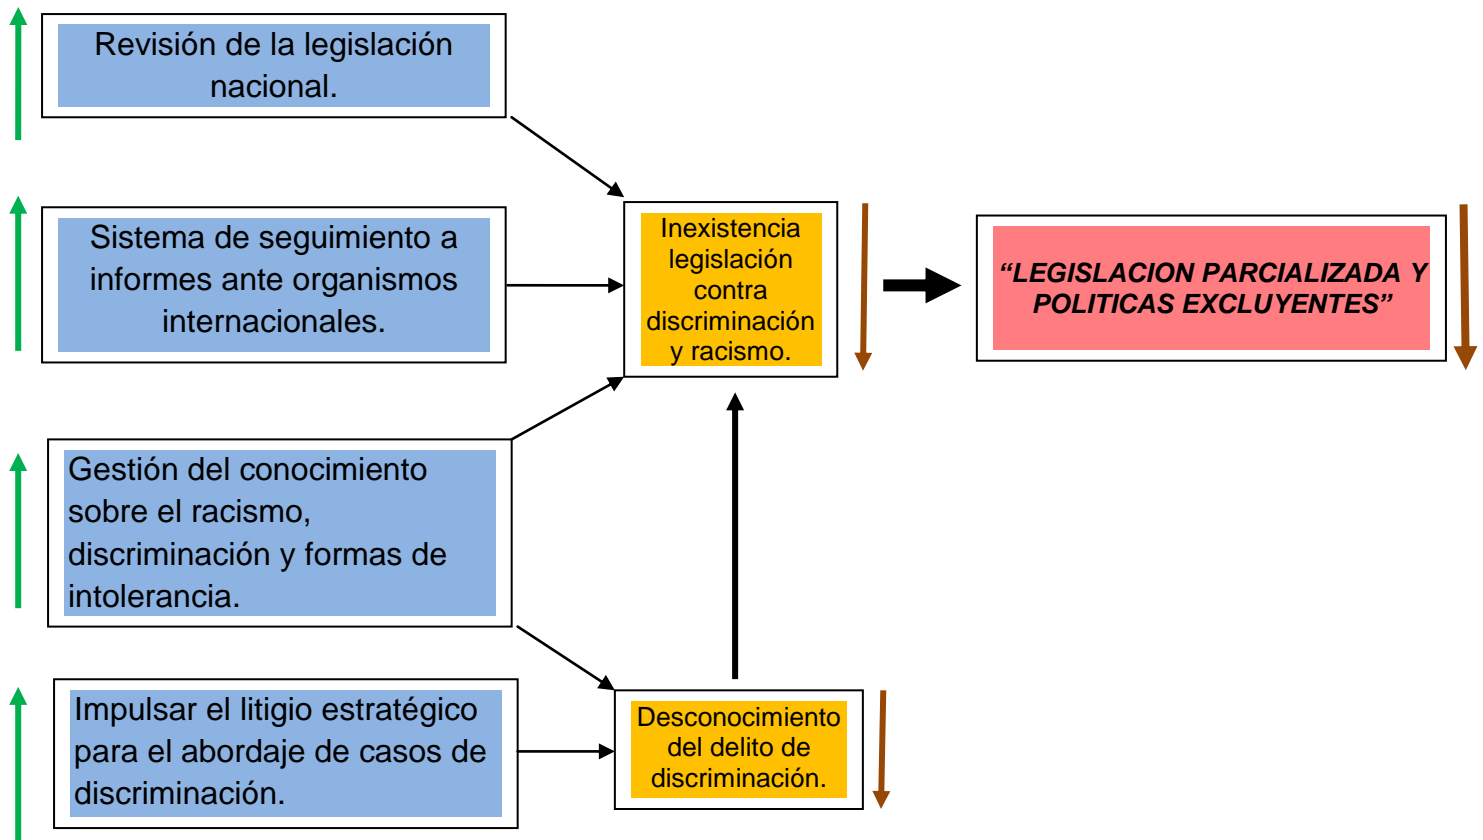 Revisión de la legislación
nacional.
Sistema de seguimiento a
informes ante organismos
internacionales.
Inexistencia
legislación
contra
discriminación
y racismo.
“LEGISLACION PARCIALIZADA Y
POLITICAS EXCLUYENTES”
Gestión del conocimiento
sobre el racismo,
discriminación y formas de
intolerancia.
Impulsar el litigio estratégico
para el abordaje de casos de
discriminación.
Desconocimiento
del delito de
discriminación.